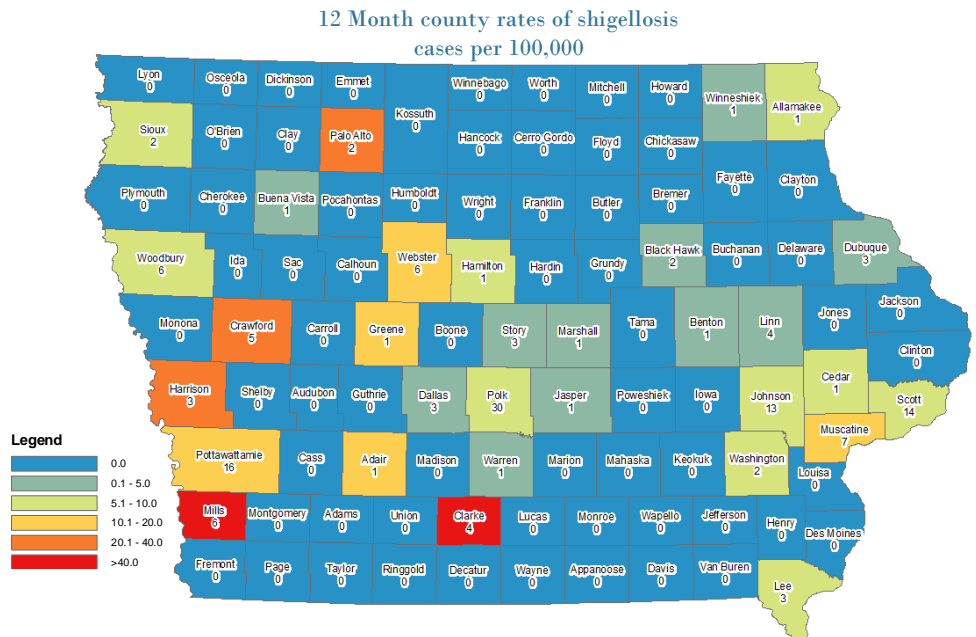 12 Month county rates of shigellosis
cases per 100,000
Lyon
0
Osceola
0
Dickinson
0
Emmet
0
Kossuth
0
Winnebago
0
Worth
0
Mitchell
0
Howard
0
Winneshiek
1
Allamakee
1
Sioux
2
O'Brien
0
Clay
0
Palo Alto
2
Hancock
0
Cerro Gordo
0
Floyd
0
Chickasaw
0
Plymouth
0
Cherokee
0
Buena Vista
1
Pocahontas
0
Humboldt
0
Wright
0
Franklin
0
Butler
0
Bremer
0
Fayette
0
Clayton
0
Woodbury
6
Ida
0
Sac
0
Calhoun
0
Webster
6
Hamilton
1
Hardin
0
Grundy
0
Black Hawk
2
Buchanan
0
Delaware
0
Dubuque
3
Monona
0
Crawford
5
Carroll
0
Greene
1
Boone
0
Story
3
Marshall
1
Tama
0
Benton
1
Linn
4
Jones
0
Jackson
0
Clinton
0
Harrison
3
Shelby
0
Audubon
0
Guthrie
0
Dallas
3
Polk
30
Jasper
1
Poweshiek
0
Iowa
0
Johnson
13
Cedar
1
Scott
14
Muscatine
7
Pottawattamie
16
Cass
0
Adair
1
Madison
0
Warren
1
Marion
0
Mahaska
0
Keokuk
0
Washington
2
Louisa
0
Mills
6
Montgomery
0
Adams
0
Union
0
Clarke
4
Lucas
0
Monroe
0
Wapello
0
Jefferson
0
Henry
0
Des Moines
0
Fremont
0
Page
0
Taylor
0
Ringgold
0
Decatur
0
Wayne
0
Appanoose
0
Davis
0
Van Buren
0
Lee
3
Legend
0.0
0.1 - 5.0
5.1 - 10.0
10.1 - 20.0
20.1 - 40.0
>40.0